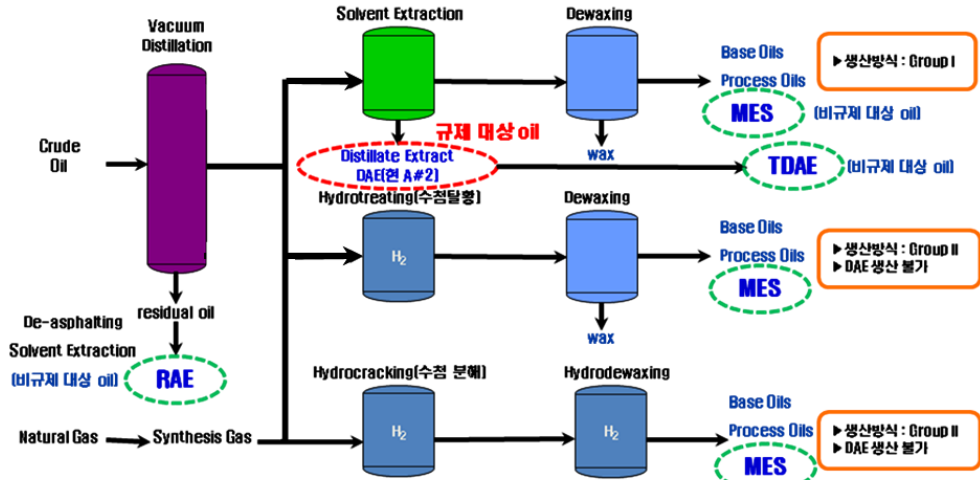 Vacuum
Distillation
Solvent Extraction
Dewaxing
Base Oils
Process Oils
▶생산방식 : Group I
MES
(비규제 대상 oil)
Crude
Oil
규제 대상 oil
wax
Distillate Extract
DAE(현 A#2)
TDAE
(비규제 대상 oil)
Hydrotreating(수첨탈황)
Dewaxing
H₂
Base Oils
Process Oils
▶생산방식 : Group II
▶DAE 생산 불가
MES
residual oil
De-asphalting
Solvent Extraction
(비규제 대상 oil)
RAE
wax
Hydrocracking(수첨 분해)
Hydrodewaxing
H₂
H₂
Base Oils
Process Oils
▶생산방식 : Group II
▶DAE 생산 불가
MES
Natural Gas
Synthesis Gas